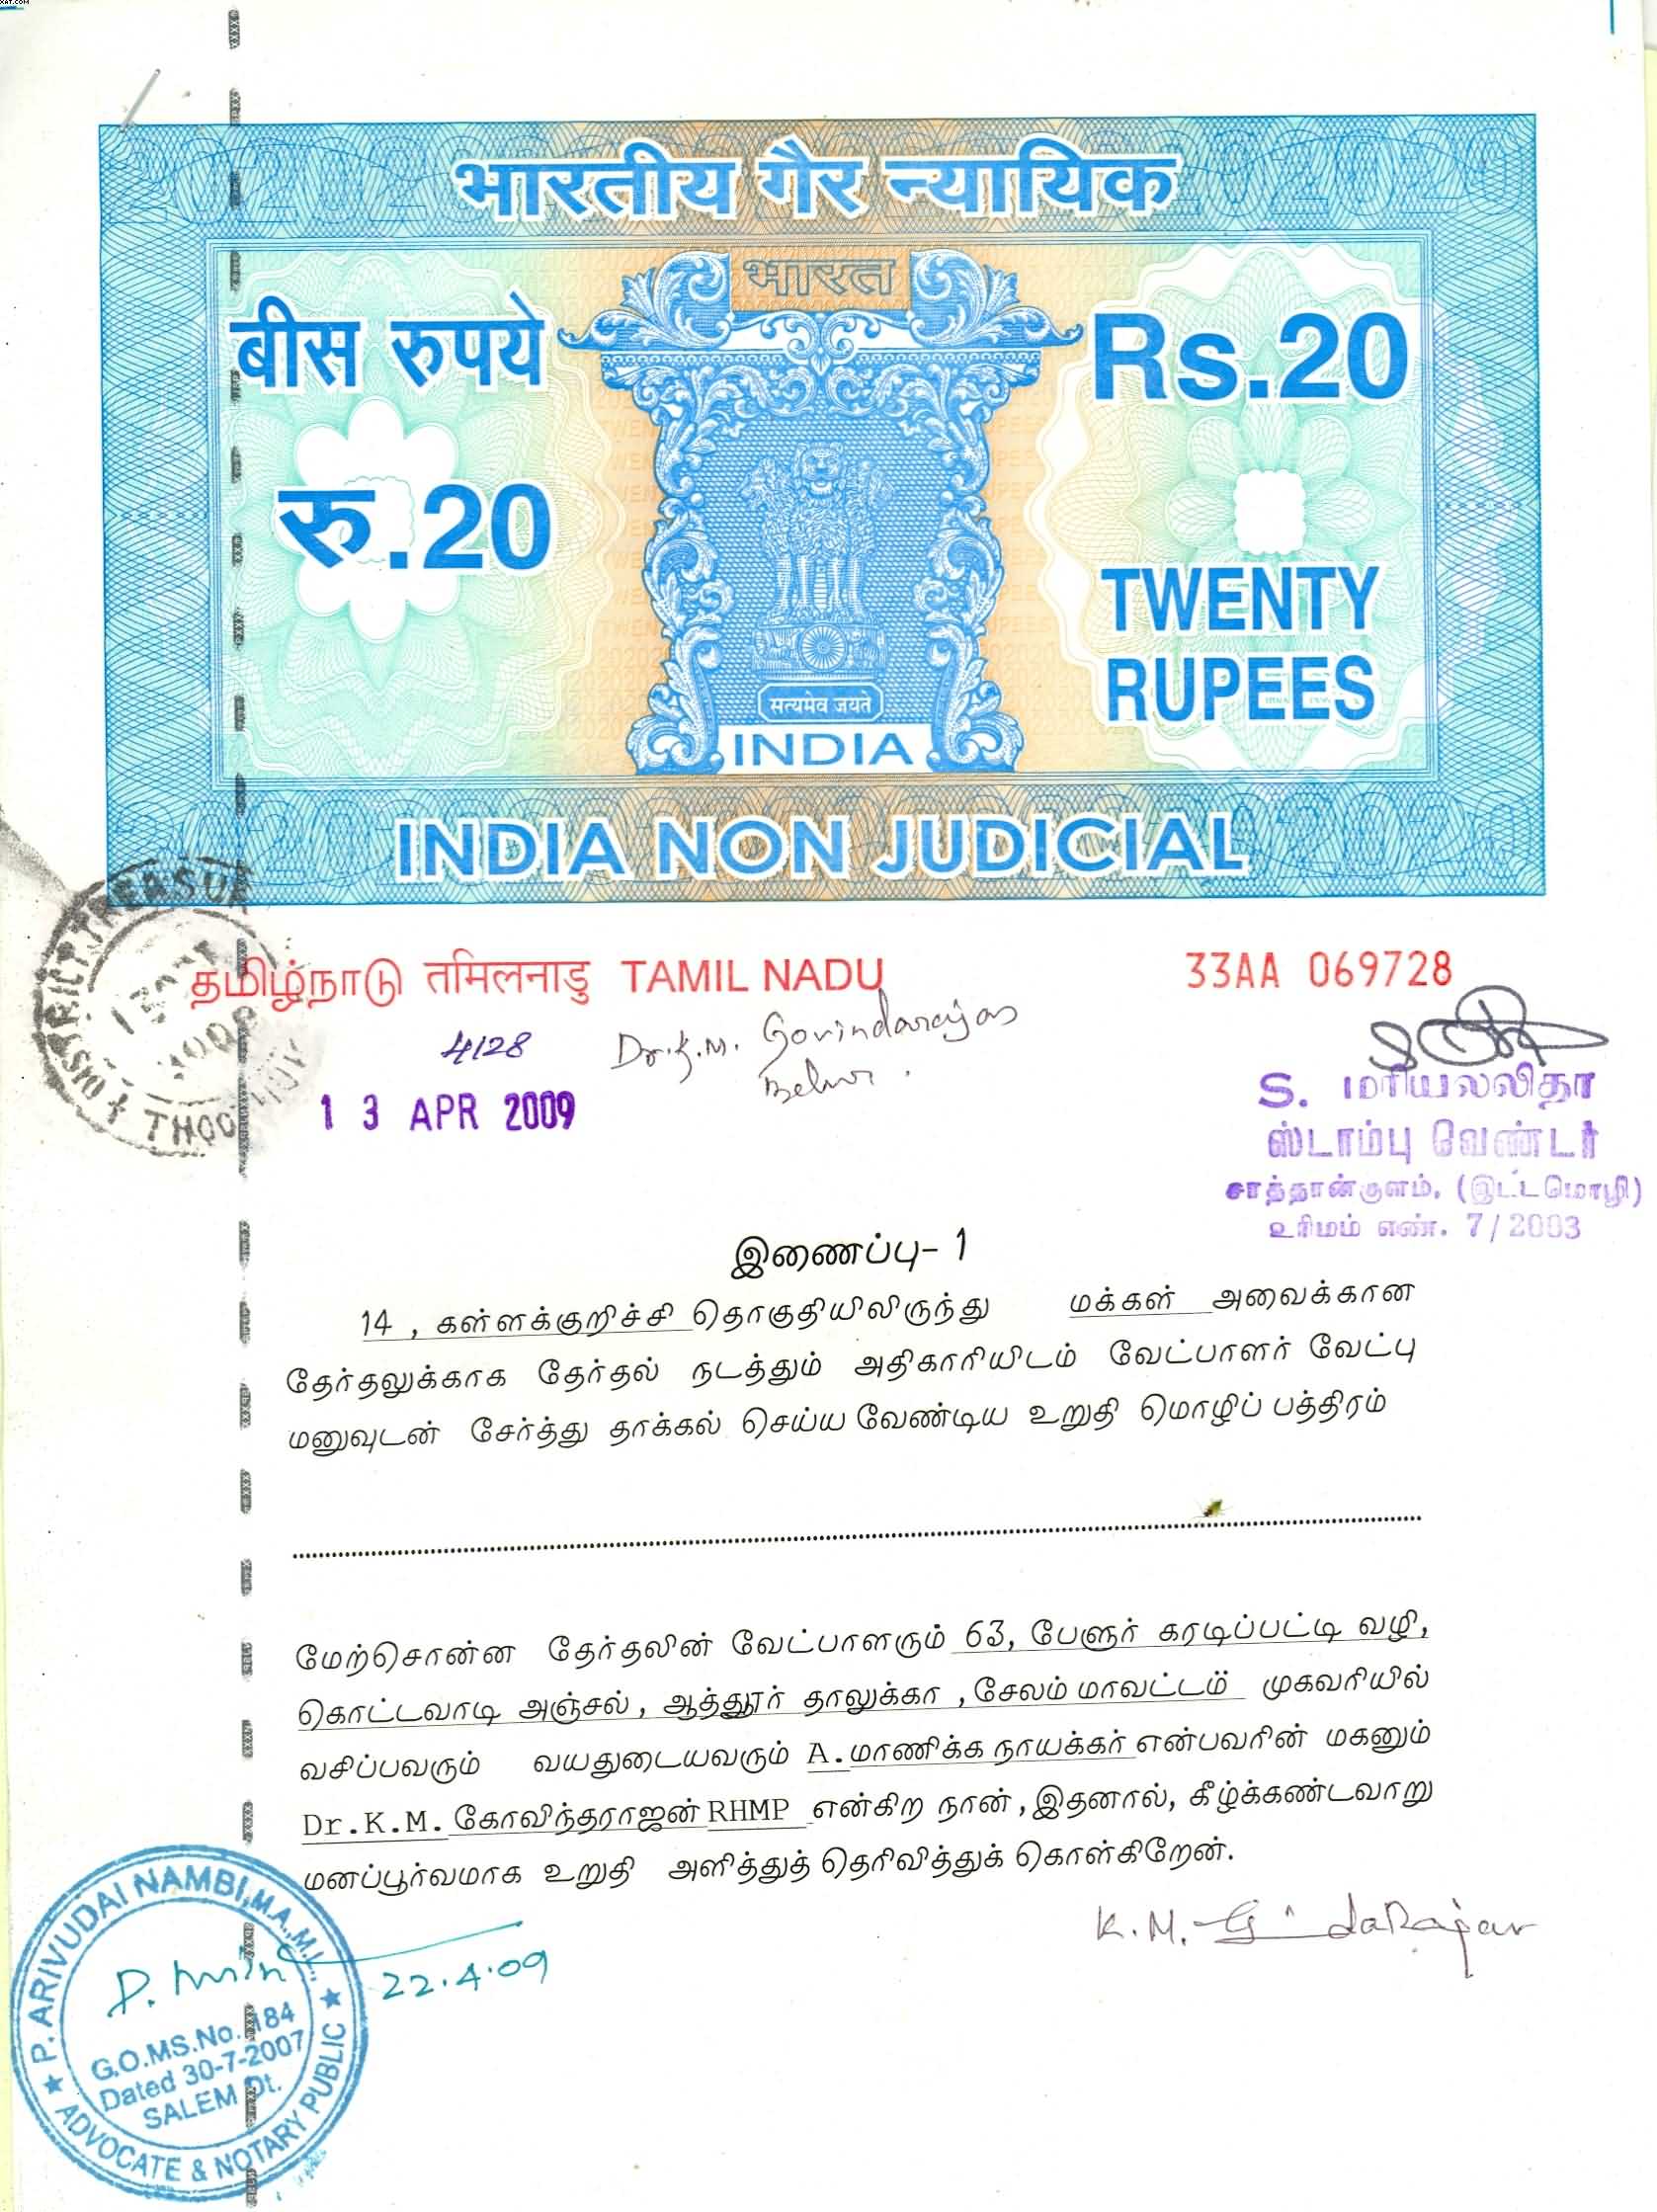 भारतीय गैर न्यायिक
भारत
बीस रुपये
Rs.20
रु.20
TWENTY
RUPEES
सत्यमेव जयते
INDIA
INDIA NON JUDICIAL
தமிழ்நாடு तमिलनाडु TAMIL NADU
33AA 069728
4128
Dr.K.M. Govindarajan
Belur.
13 APR 2009
S. மரியலலிதா
ஸ்டாம்பு வேண்டர்
சாத்தான்குளம், (இட்டமொழி)
உரிமம் எண். 7/2003
DISTRICT TREASURY
இணைப்பு- 1
14 , கள்ளக்குறிச்சி தொகுதியிலிருந்து மக்கள் அவைக்கான
தேர்தலுக்காக தேர்தல் நடத்தும் அதிகாரியிடம் வேட்பாளர் வேட்பு
மனுவுடன் சேர்த்து தாக்கல் செய்ய வேண்டிய உறுதி மொழிப் பத்திரம்
மேற்சொன்ன தேர்தலின் வேட்பாளரும் 63, பேளுர் கரடிப்பட்டி வழி,
கொட்டவாடி அஞ்சல், ஆத்தூர் தாலுக்கா ,சேலம் மாவட்டம் முகவரியில்
வசிப்பவரும் வயதுடையவரும் A.மாணிக்க நாயக்கர் என்பவரின் மகனும்
Dr.K.M. கோவிந்தராஜன் RHMP என்கிற நான், இதனால், கீழ்க்கண்டவாறு
மனப்பூர்வமாக உறுதி அளித்துத் தெரிவித்துக் கொள்கிறேன்.
22.4.09
P. ARIVUDAI NAMBI, M.A., M.L.,
G.O.MS.No. 184
Dated 30-7-2007
SALEM Dt.
ADVOCATE & NOTARY PUBLIC